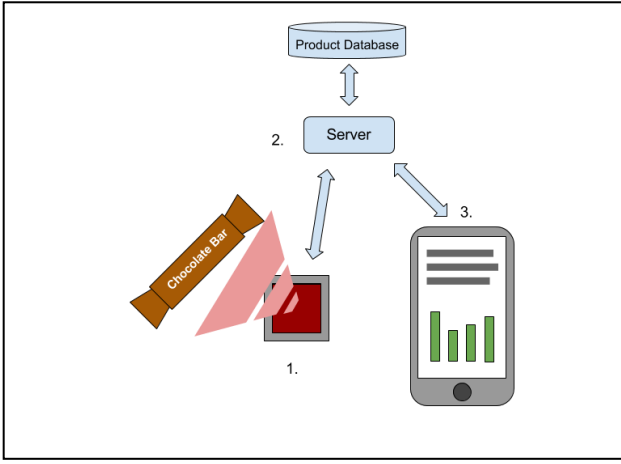 Product Database
2.
Server
3.
Chocolate Bar
1.